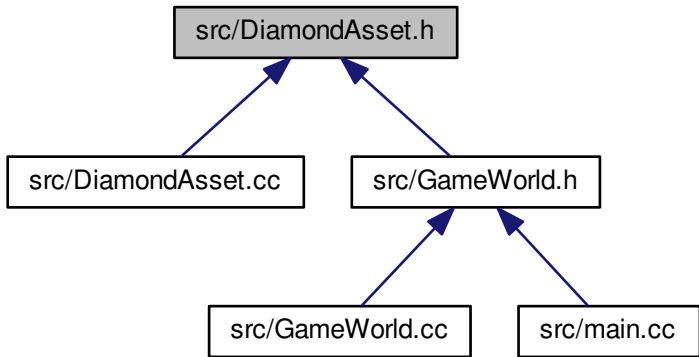 src/DiamondAsset.h
src/DiamondAsset.cc
src/GameWorld.h
src/GameWorld.cc
src/main.cc